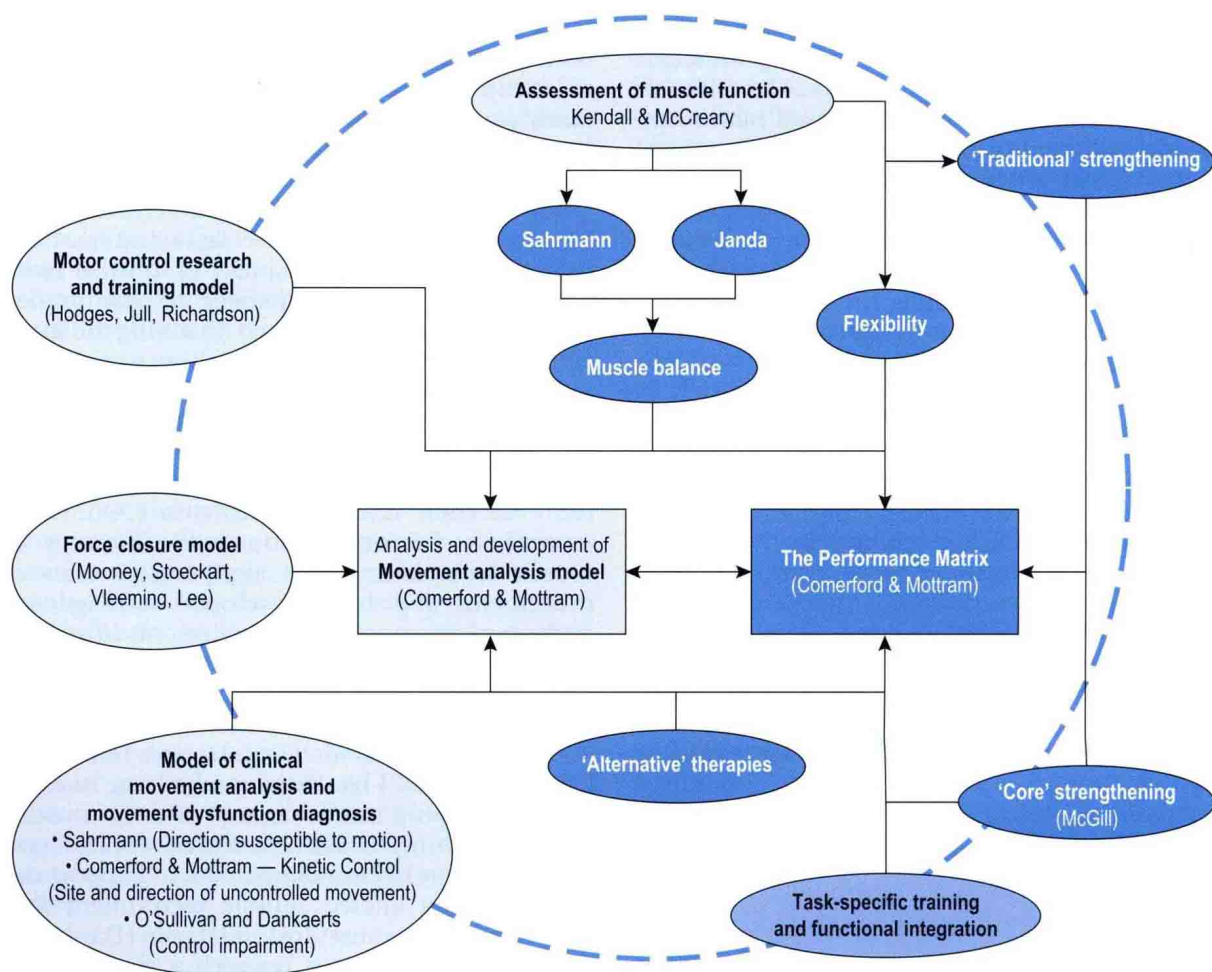 Assessment of muscle function
Kendall & McCreary
'Traditional' strengthening
Sahrmann
Janda
Motor control research
and training model
(Hodges, Jull, Richardson)
Flexibility
Muscle balance
Force closure model
(Mooney, Stoeckart,
Vleeming, Lee)
Analysis and development of
Movement analysis model
(Comerford & Mottram)
The Performance Matrix
(Comerford & Mottram)
Model of clinical
movement analysis and
movement dysfunction diagnosis
• Sahrmann (Direction susceptible to motion)
• Comerford & Mottram — Kinetic Control
(Site and direction of uncontrolled movement)
• O'Sullivan and Dankaerts
(Control impairment)
'Alternative' therapies
'Core' strengthening
(McGill)
Task-specific training
and functional integration